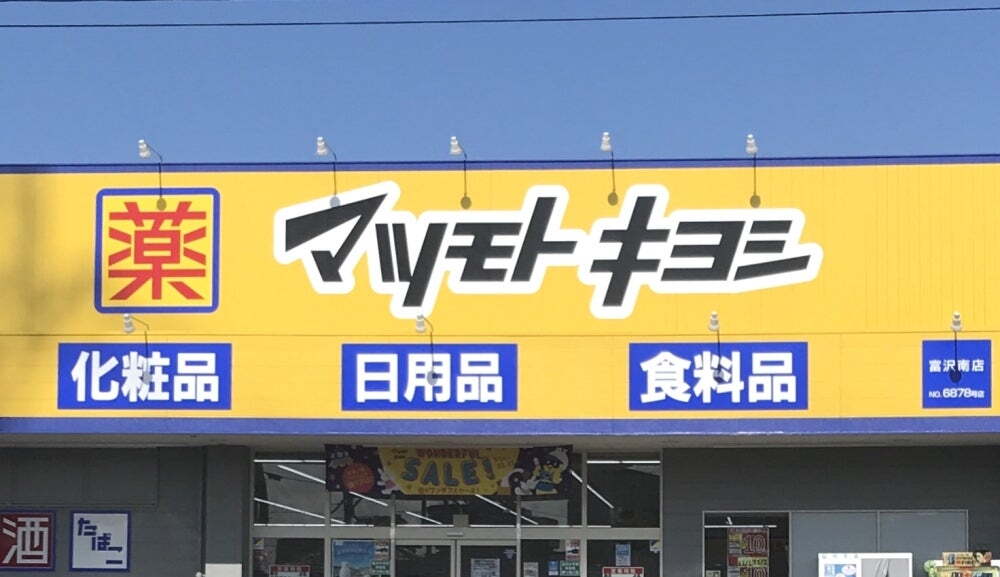 薬
マツモトキヨシ
化粧品
日用品
食料品
富沢南店
NO.6878号店
WONDERFUL
SALE!
酒
たばこ